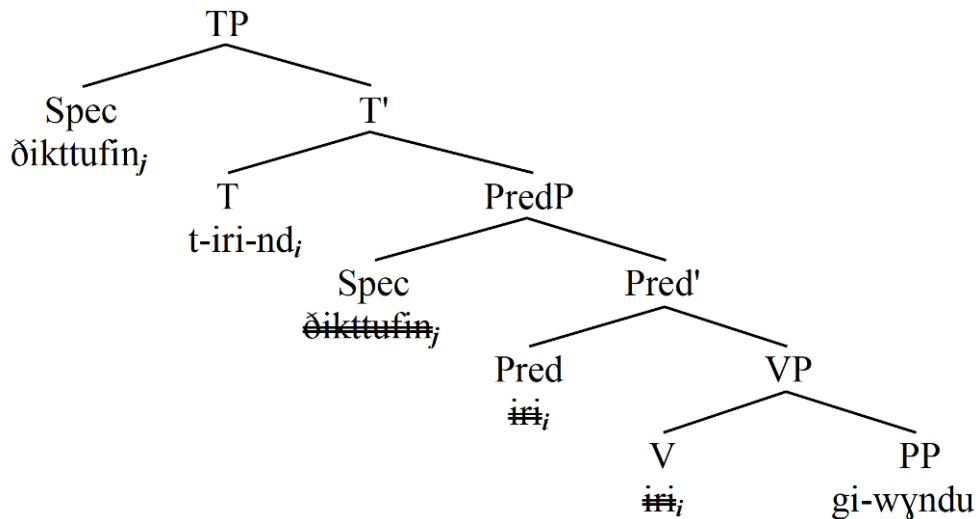 TP
Spec T'
ðikttufinⱼ
T PredP
t-iri-ndᵢ
Spec Pred'
ðikttufinⱼ
Pred VP
iriᵢ
V PP
iriᵢ gi-wɣndu